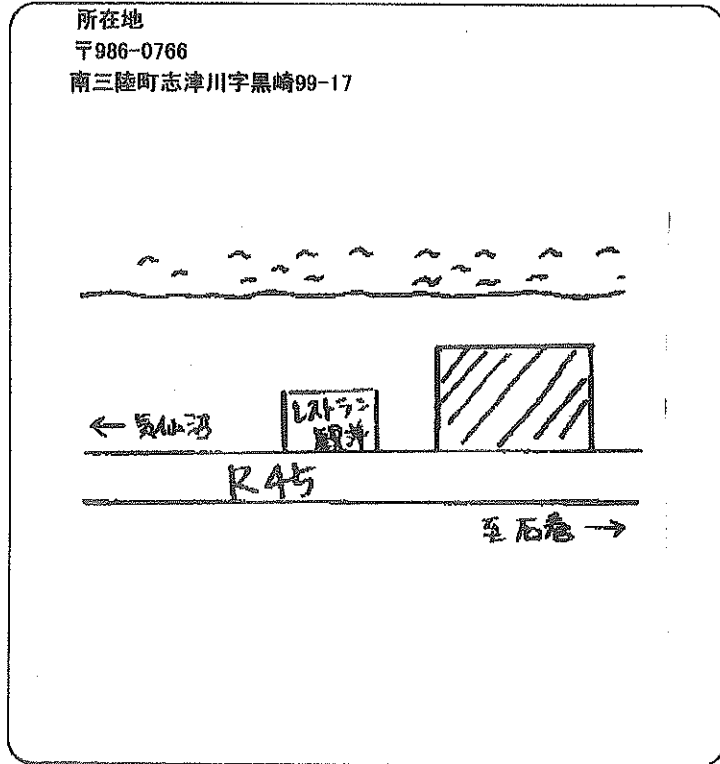 所在地
〒986-0766
南三陸町志津川字黒崎99-17
レストラン
観洋
← 気仙沼
R45
至 石巻 →